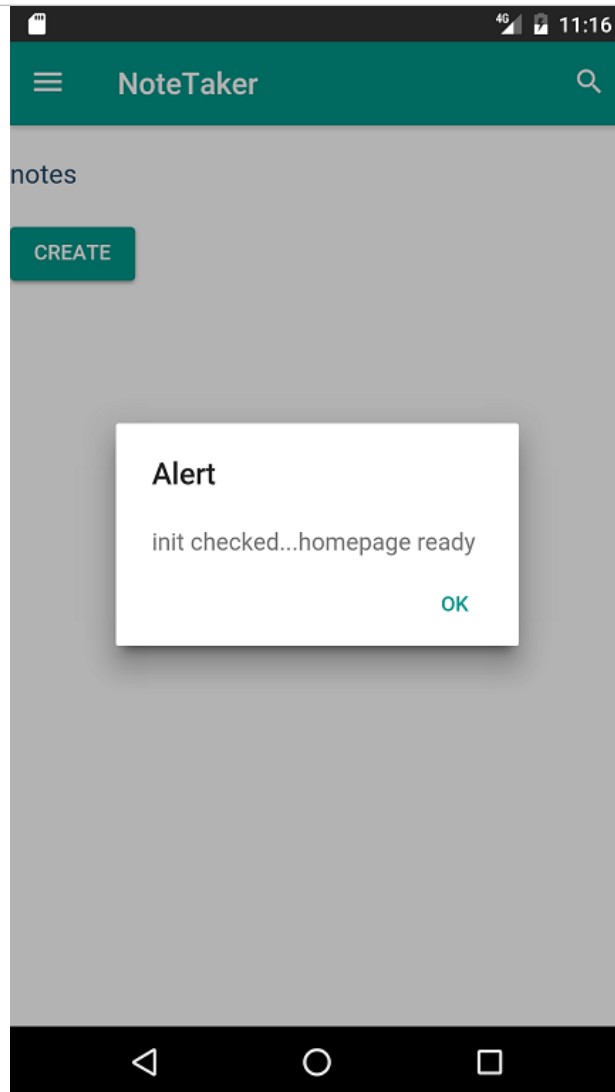 4G 11:16
NoteTaker
notes
CREATE
Alert
init checked...homepage ready
OK